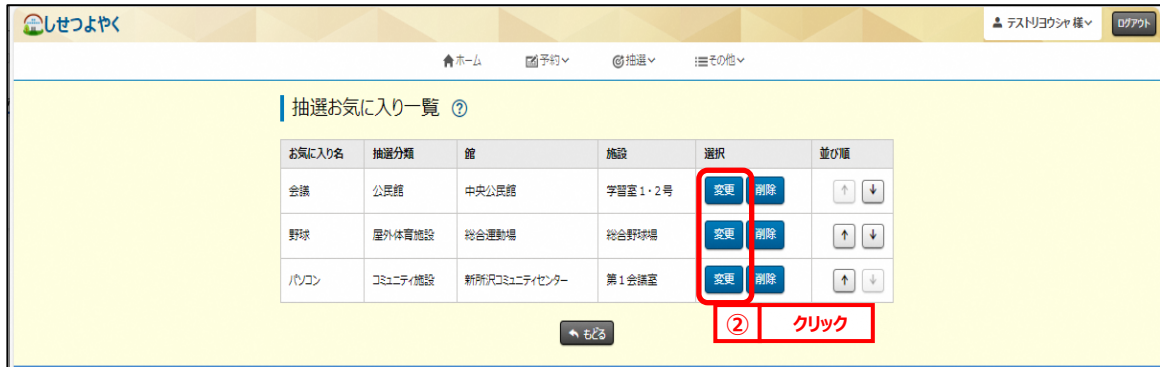 しせつよやく
テストリヨウシャ 様
ログアウト
ホーム 予約 抽選 その他
抽選お気に入り一覧 ?
お気に入り名 抽選分類 館 施設 選択 並び順
会議 公民館 中央公民館 学習室1・2号 変更 削除 ↑ ↓
野球 屋外体育施設 総合運動場 総合野球場 変更 削除 ↑ ↓
パソコン コミュニティ施設 新所沢コミュニティセンター 第1会議室 変更 削除 ↑ ↓
② クリック
もどる